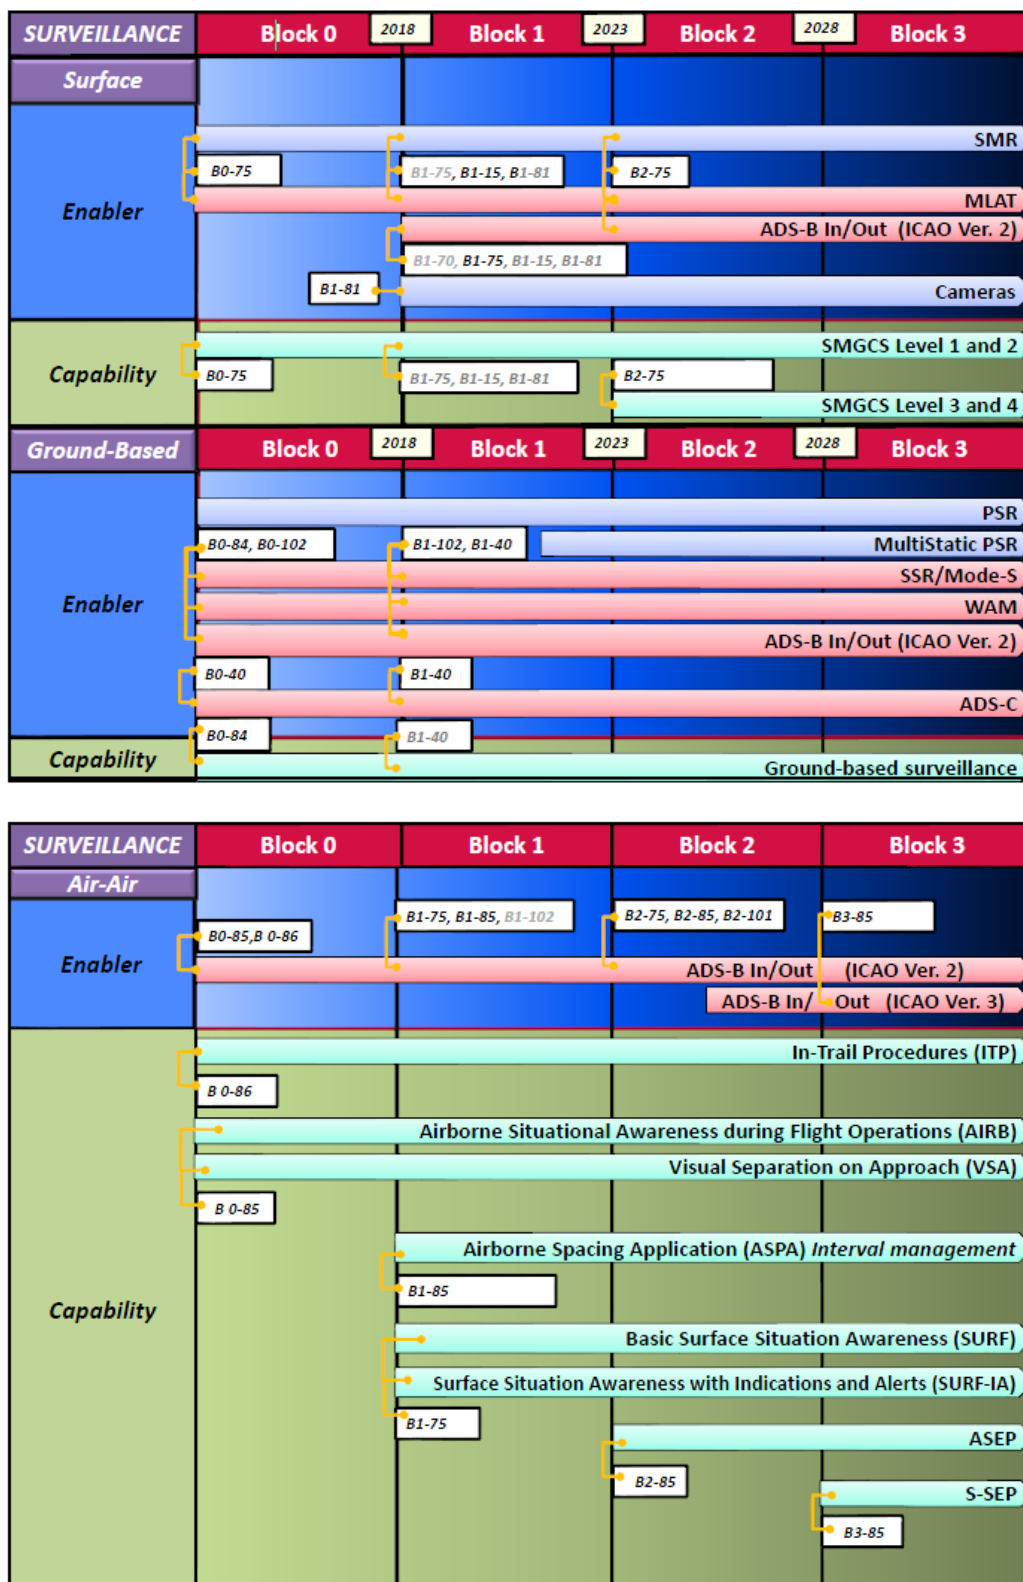 SURVEILLANCE Block 0 2018 Block 1 2023 Block 2 2028 Block 3
Surface
SMR
B0-75 B1-75, B1-15, B1-81 B2-75
Enabler
MLAT
ADS-B In/Out (ICAO Ver. 2)
B1-70, B1-75, B1-15, B1-81
B1-81 Cameras
SMGCS Level 1 and 2
Capability B0-75 B1-75, B1-15, B1-81 B2-75
SMGCS Level 3 and 4
Ground-Based Block 0 2018 Block 1 2023 Block 2 2028 Block 3
PSR
B0-84, B0-102 B1-102, B1-40 MultiStatic PSR
SSR/Mode-S
Enabler WAM
ADS-B In/Out (ICAO Ver. 2)
B0-40 B1-40
ADS-C
B0-84 B1-40
Capability Ground-based surveillance
SURVEILLANCE Block 0 Block 1 Block 2 Block 3
Air-Air
B1-75, B1-85, B1-102 B2-75, B2-85, B2-101 B3-85
B0-85,B 0-86
Enabler ADS-B In/Out (ICAO Ver. 2)
ADS-B In/ Out (ICAO Ver. 3)
In-Trail Procedures (ITP)
B 0-86
Airborne Situational Awareness during Flight Operations (AIRB)
Visual Separation on Approach (VSA)
B 0-85
Airborne Spacing Application (ASPA) Interval management
B1-85
Capability
Basic Surface Situation Awareness (SURF)
Surface Situation Awareness with Indications and Alerts (SURF-IA)
B1-75
ASEP
B2-85
S-SEP
B3-85